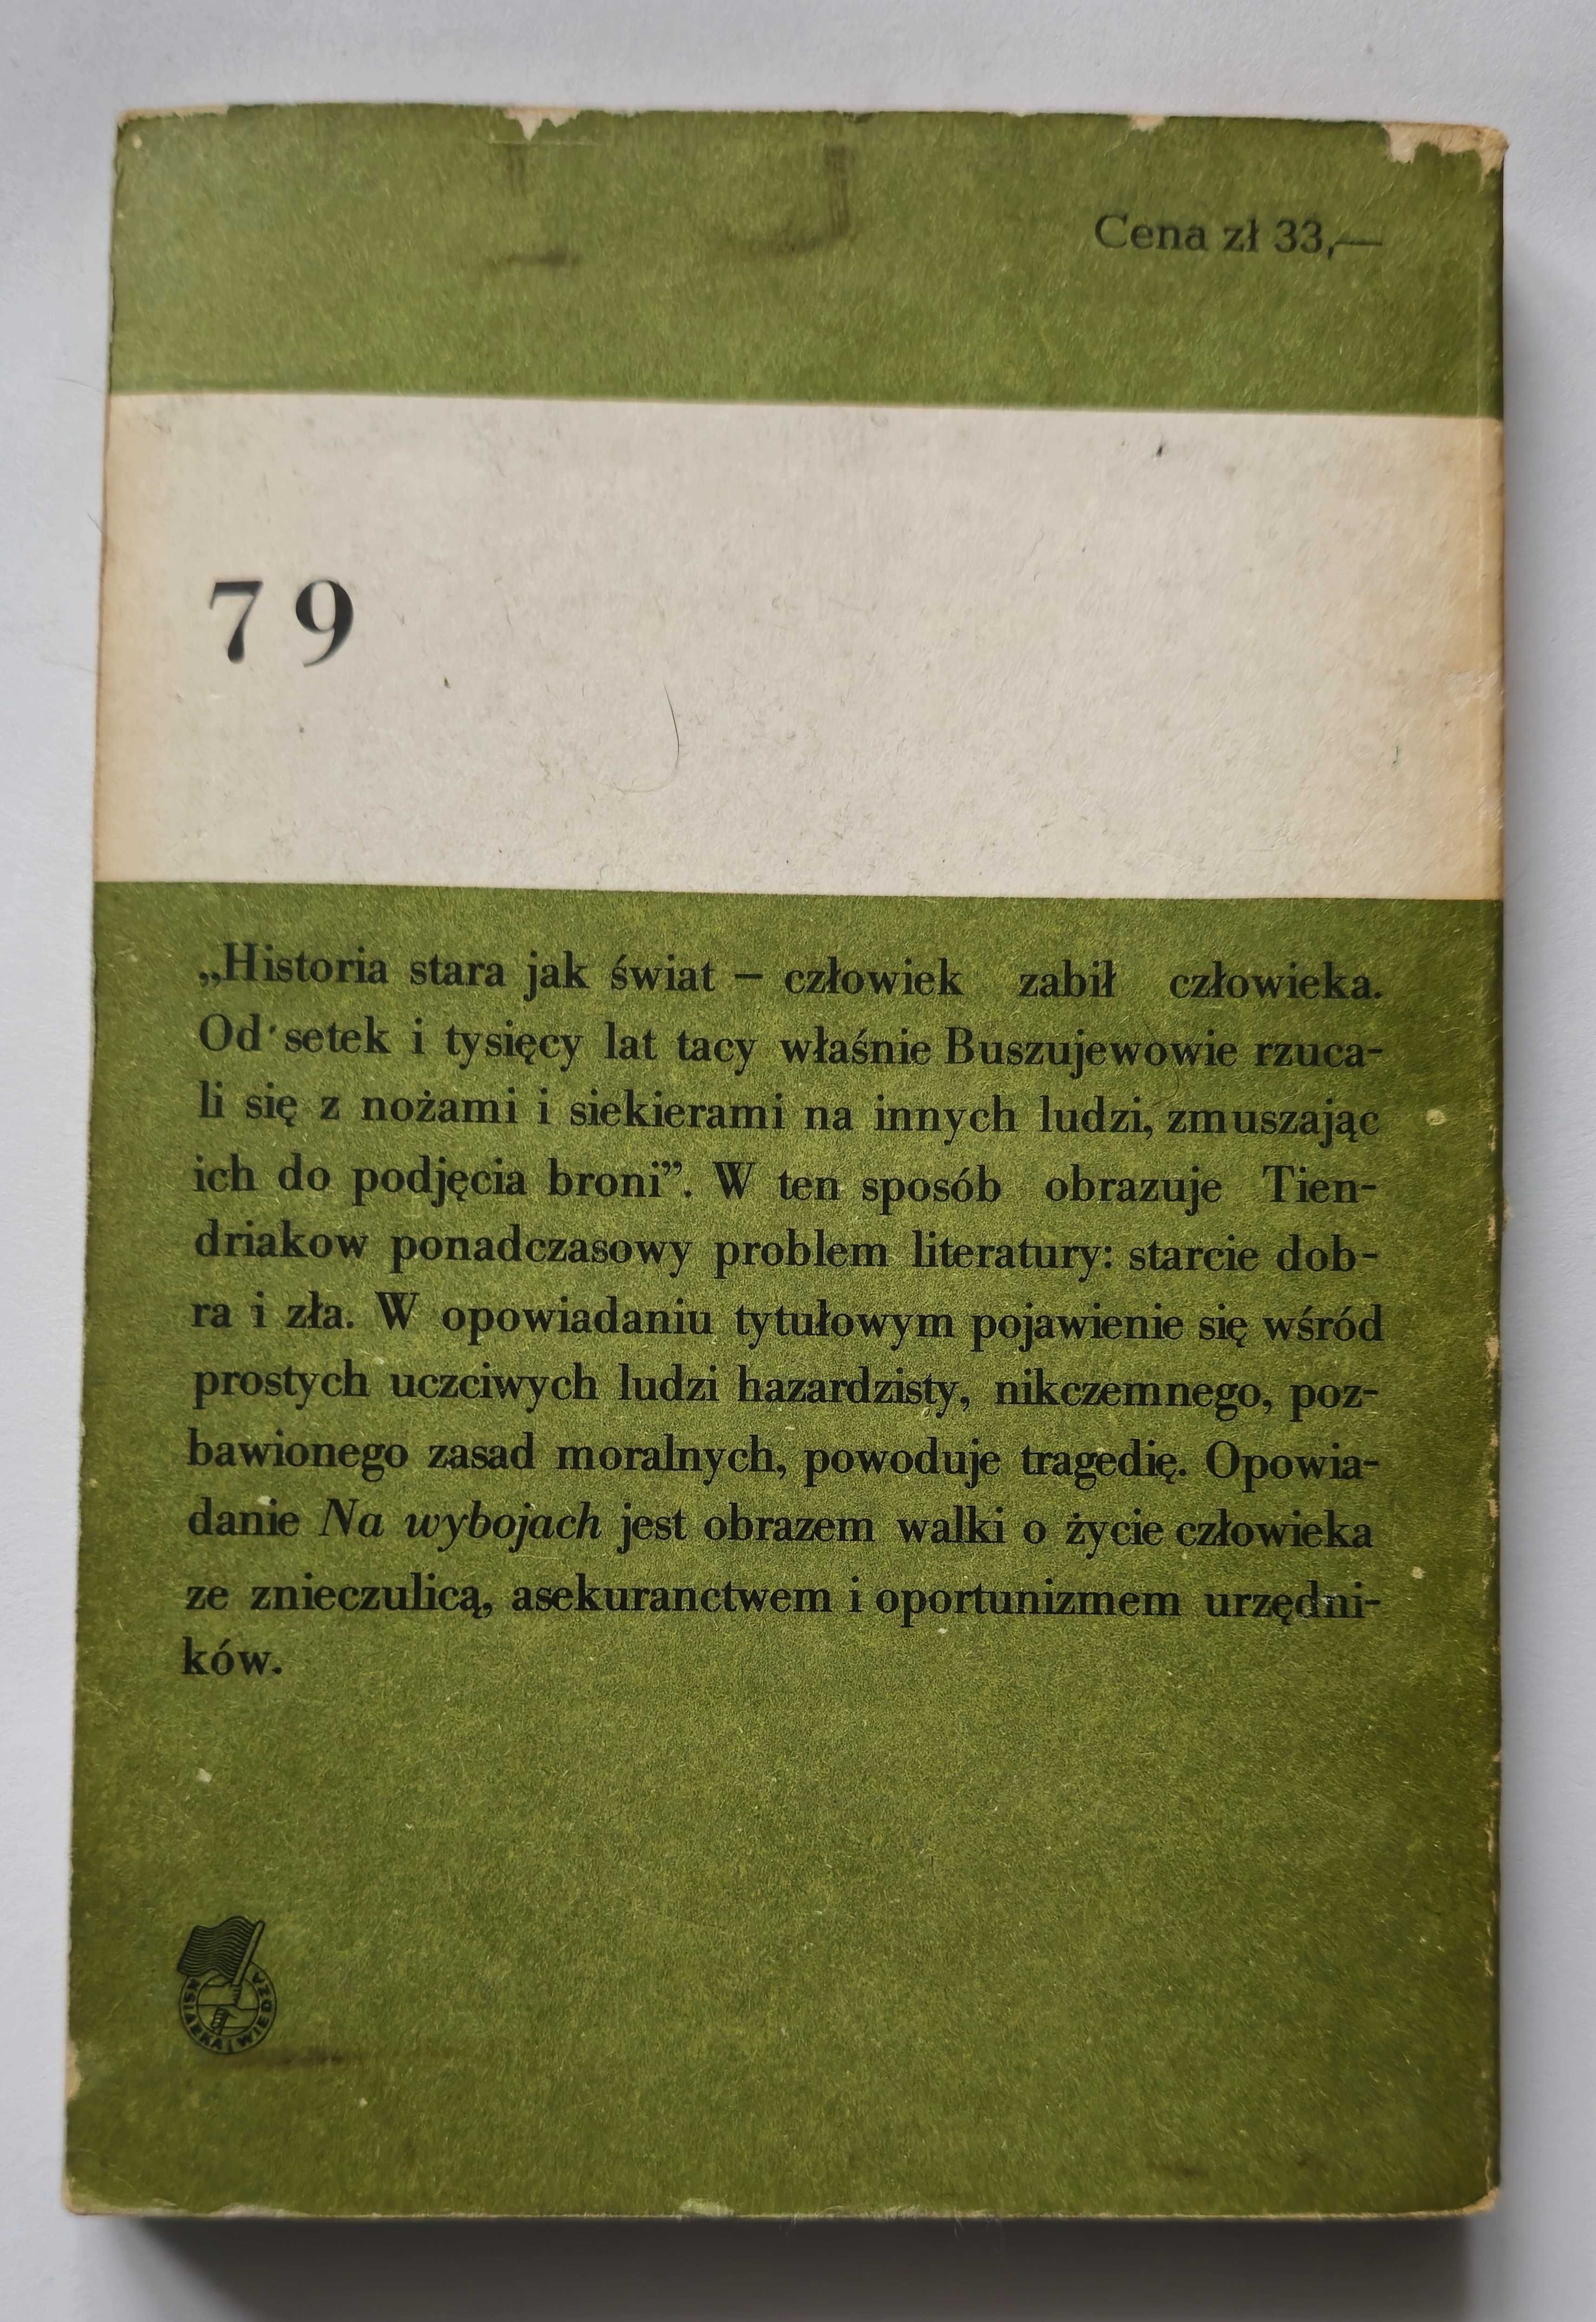 Cena zł 33,—
79
„Historia stara jak świat – człowiek zabił człowieka.
Od setek i tysięcy lat tacy właśnie Buszujewowie rzuca-
li się z nożami i siekierami na innych ludzi, zmuszając
ich do podjęcia broni”. W ten sposób obrazuje Tien-
driakow ponadczasowy problem literatury: starcie dob-
ra i zła. W opowiadaniu tytułowym pojawienie się wśród
prostych uczciwych ludzi hazardzisty, nikczemnego, poz-
bawionego zasad moralnych, powoduje tragedię. Opowia-
danie Na wybojach jest obrazem walki o życie człowieka
ze znieczulicą, asekuranctwem i oportunizmem urzędni-
ków.
KSIĄŻKA I WIEDZA